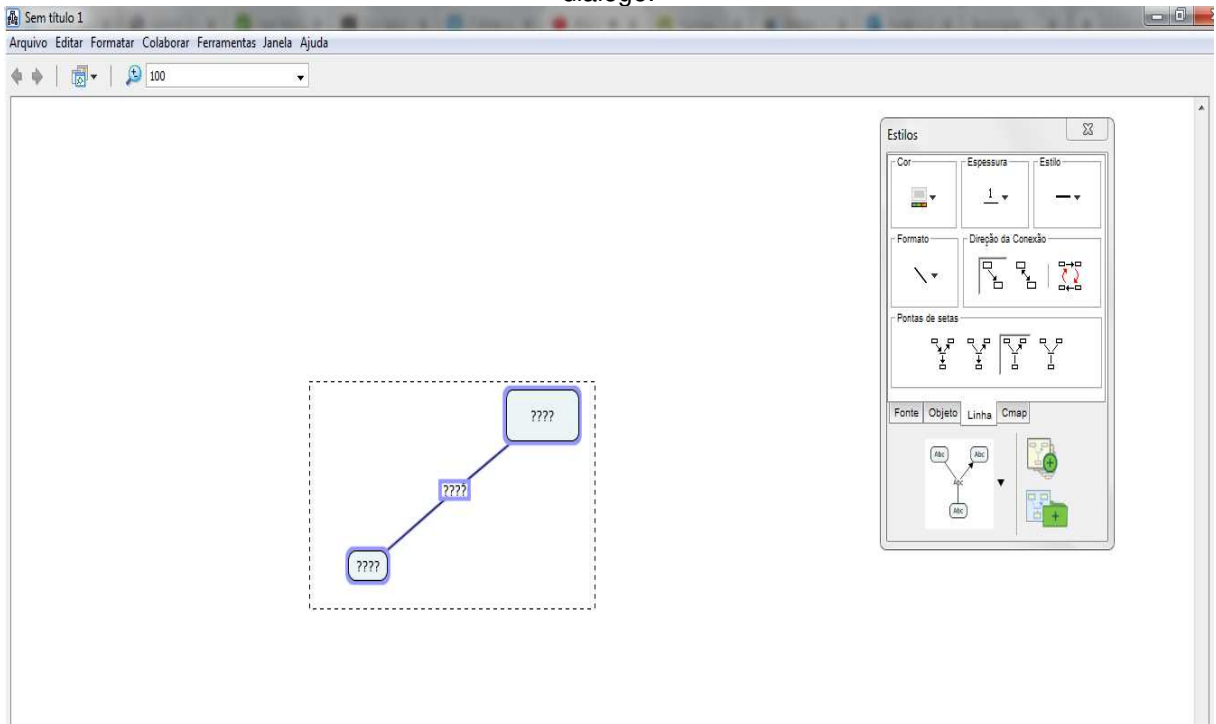 diálogo.
Sem título 1
Arquivo Editar Formatar Colaborar Ferramentas Janela Ajuda
100
Estilos
Cor Espessura Estilo
1
Formato Direção da Conexão
Pontas de setas
Fonte Objeto Linha Cmap
Abc Abc
Abc
Abc
????
????
????